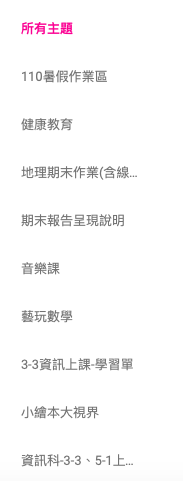 所有主題
110暑假作業區
健康教育
地理期末作業(含線...
期末報告呈現說明
音樂課
藝玩數學
3-3資訊上課-學習單
小繪本大視界
資訊科-3-3、5-1上...